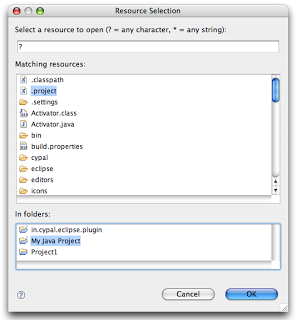 Resource Selection
Select a resource to open (? = any character, * = any string):
?
Matching resources:
.classpath
.project
.settings
Activator.class
Activator.java
bin
build.properties
cypal
eclipse
editors
icons
In folders:
in.cypal.eclipse.plugin
My Java Project
Project1
?
Cancel
OK